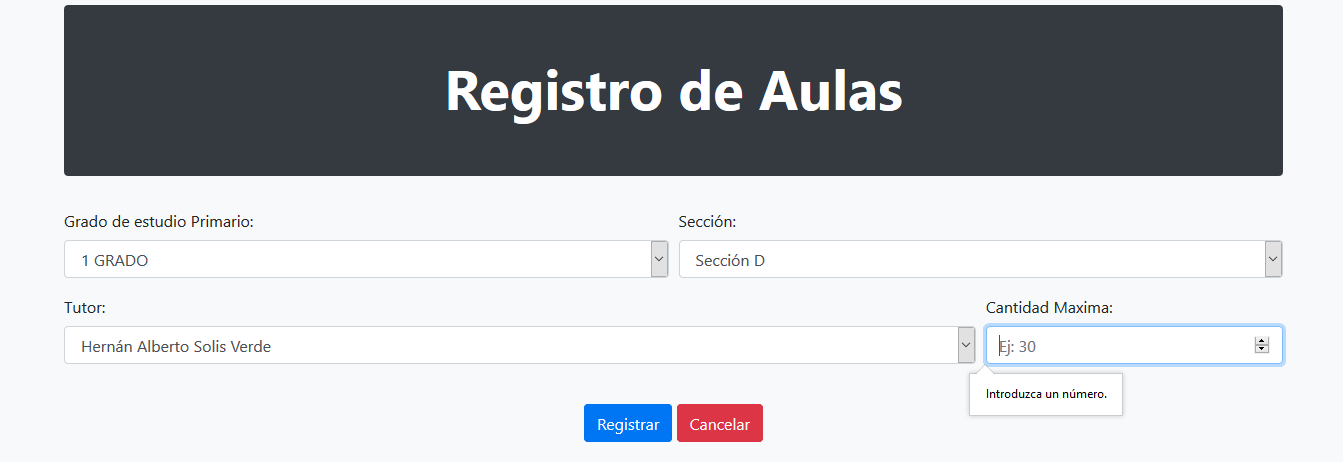 Registro de Aulas
Grado de estudio Primario:
Sección:
1 GRADO
Sección D
Tutor:
Cantidad Maxima:
Hernán Alberto Solis Verde
Ej: 30
Introduzca un número.
Registrar
Cancelar